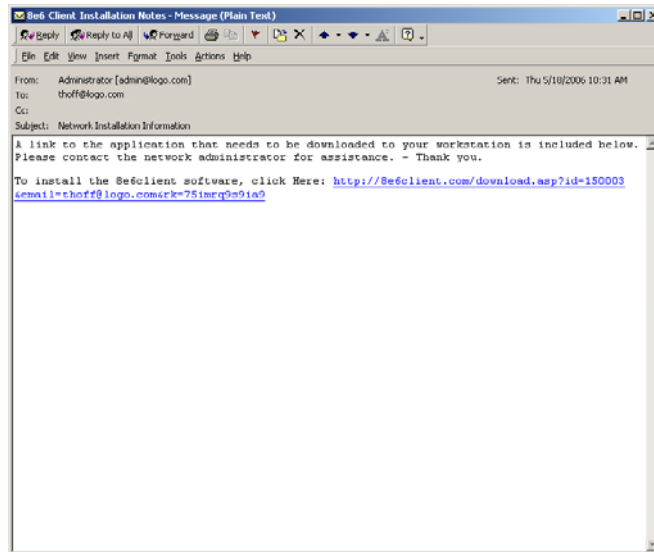 8e6 Client Installation Notes - Message (Plain Text)
Reply Reply to All Forward
File Edit View Insert Format Tools Actions Help
From: Administrator [admin@logo.com] Sent: Thu 5/18/2006 10:31 AM
To: thoff@logo.com
Cc:
Subject: Network Installation Information
A link to the application that needs to be downloaded to your workstation is included below.
Please contact the network administrator for assistance. - Thank you.
To install the 8e6client software, click Here: http://8e6client.com/download.asp?id=150003
&email=thoff@logo.com&rk=75imrq9s9ia9